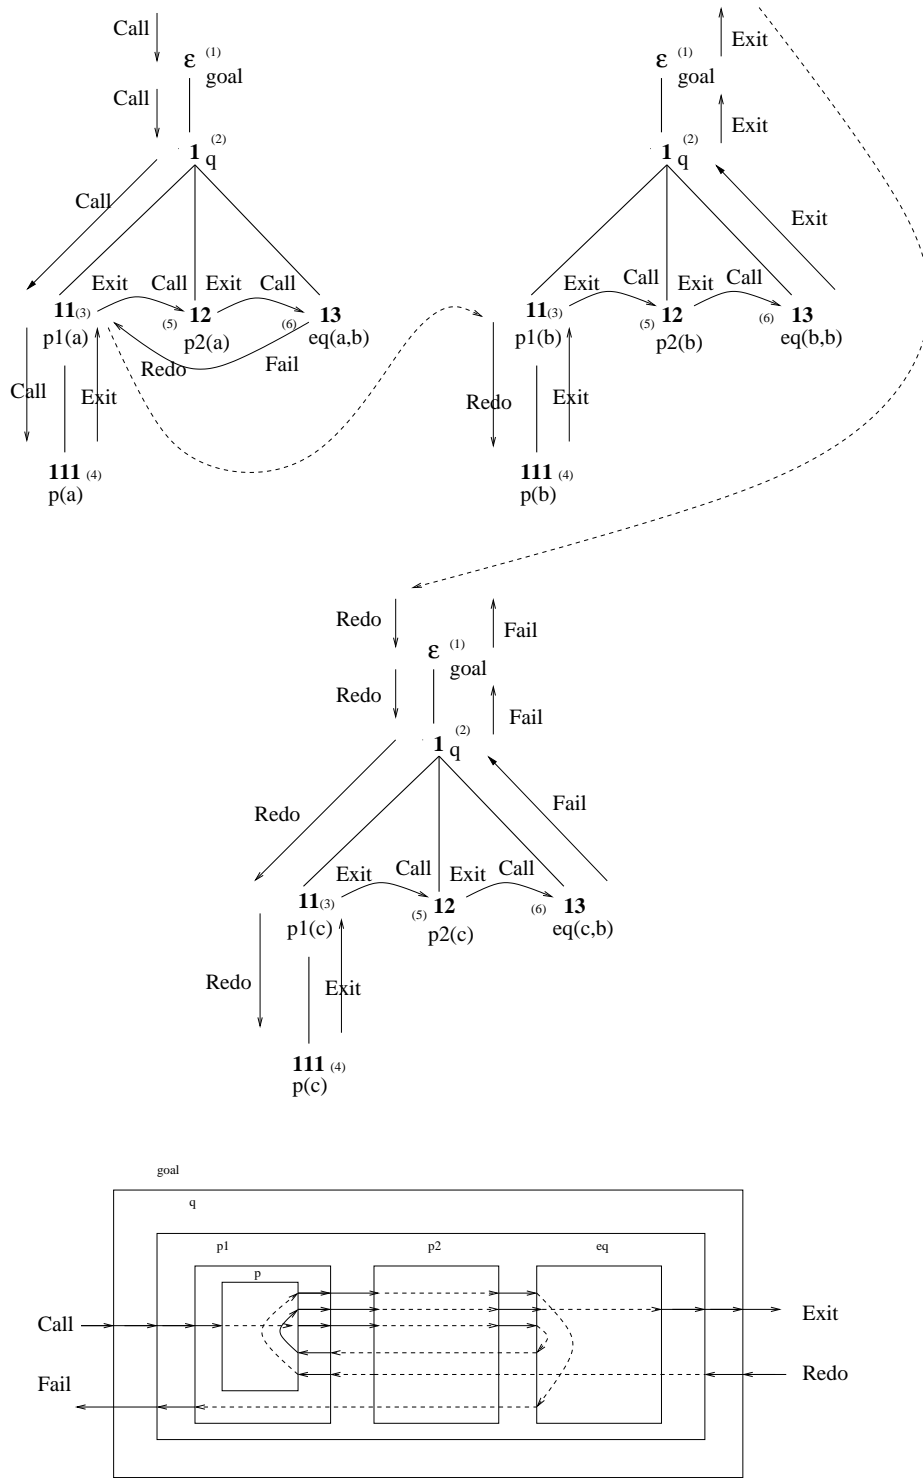 Call
ε (1)
goal
Call
(2)
1 q
Call
Exit Call Exit Call
11 (3) (5) 12 (6) 13
p1(a) p2(a) eq(a,b)
Redo Fail
Call Exit
111 (4)
p(a)
Exit
ε (1)
goal
Exit
(2)
1 q
Exit
Exit Call Exit Call
11 (3) (5) 12 (6) 13
p1(b) p2(b) eq(b,b)
Redo Exit
111 (4)
p(b)
Redo Fail
ε (1)
goal
Redo Fail
(2)
1 q
Redo Fail
Exit Call Exit Call
11 (3) (5) 12 (6) 13
p1(c) p2(c) eq(c,b)
Redo Exit
111 (4)
p(c)
goal
q
p1 p2 eq
p
Call Exit
Fail Redo